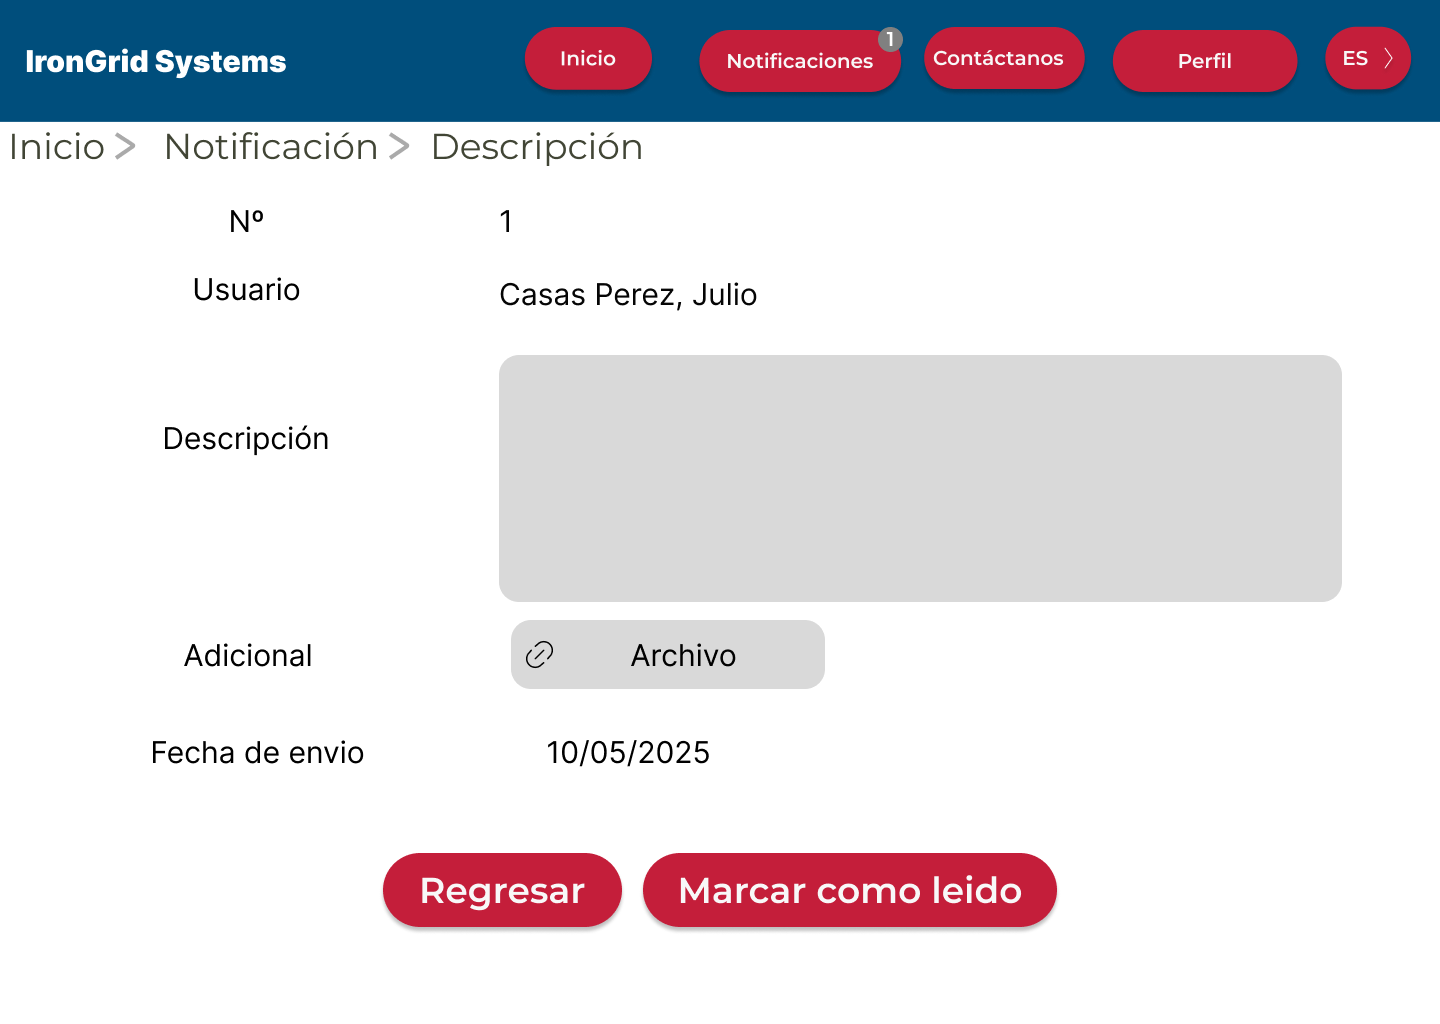 IronGrid Systems
Inicio
Notificaciones
1
Contáctanos
Perfil
ES
Inicio > Notificación > Descripción
Nº 1
Usuario Casas Perez, Julio
Descripción
Adicional Archivo
Fecha de envio 10/05/2025
Regresar Marcar como leido